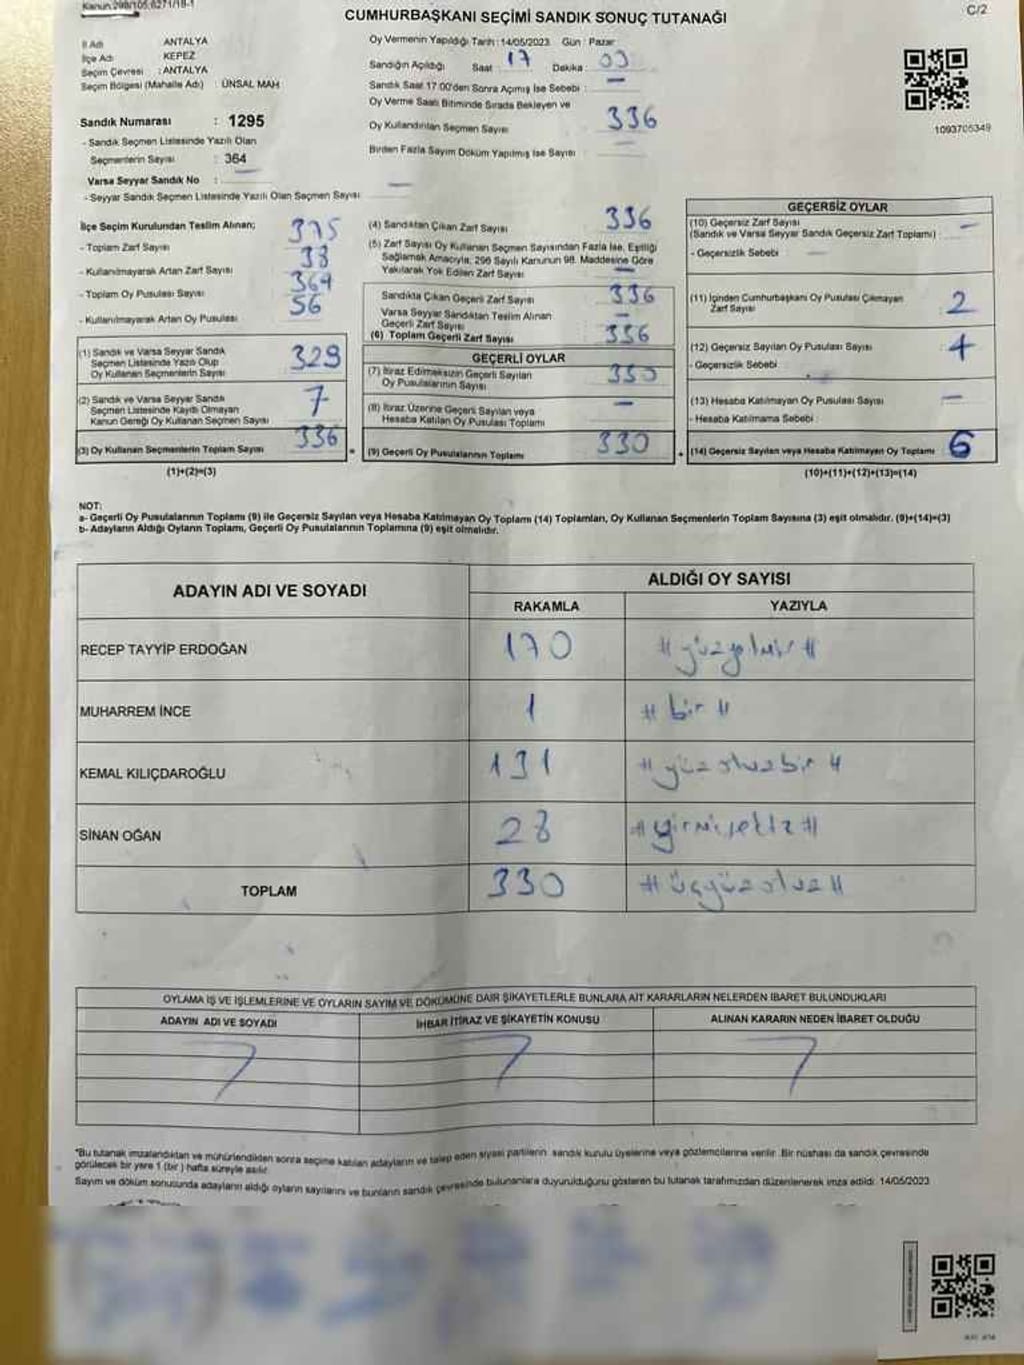 Kanun:298/105,6271/18-1
C/2
CUMHURBAŞKANI SEÇİMİ SANDIK SONUÇ TUTANAĞI
İl Adı ANTALYA
İlçe Adı KEPEZ
Seçim Çevresi : ANTALYA
Seçim Bölgesi (Mahalle Adı) : ÜNSAL MAH
Sandık Numarası : 1295
- Sandık Seçmen Listesinde Yazılı Olan
Seçmenlerin Sayısı : 364
Varsa Seyyar Sandık No : —
- Seyyar Sandık Seçmen Listesinde Yazılı Olan Seçmen Sayısı —
Oy Vermenin Yapıldığı Tarih : 14/05/2023 Gün : Pazar
Sandığın Açıldığı Saat : 17 Dakika : 03
Sandık Saat 17:00'den Sonra Açımış İse Sebebi : —
Oy Verme Saati Bitiminde Sırada Bekleyen ve
Oy Kullandırılan Seçmen Sayısı 336
Birden Fazla Sayım Döküm Yapılmış İse Sayısı : —
1093705349
İlçe Seçim Kurulundan Teslim Alınan; 375
- Toplam Zarf Sayısı 38
- Kullanılmayarak Artan Zarf Sayısı 364
- Toplam Oy Pusulası Sayısı 56
- Kullanılmayarak Artan Oy Pusulası
(1) Sandık ve Varsa Seyyar Sandık
Seçmen Listesinde Yazılı Olup
Oy Kullanan Seçmenlerin Sayısı 329
(2) Sandık ve Varsa Seyyar Sandık
Seçmen Listesinde Kayıtlı Olmayan
Kanun Gereği Oy Kullanan Seçmen Sayısı 7
(3) Oy Kullanan Seçmenlerin Toplam Sayısı 336
(1)+(2)=(3)
(4) Sandıktan Çıkan Zarf Sayısı 336
(5) Zarf Sayısı Oy Kullanan Seçmen Sayısından Fazla İse, Eşitliği
Sağlamak Amacıyla, 298 Sayılı Kanunun 98. Maddesine Göre
Yakılarak Yok Edilen Zarf Sayısı —
Sandıkta Çıkan Geçerli Zarf Sayısı 336
Varsa Seyyar Sandıktan Teslim Alınan
Geçerli Zarf Sayısı —
(6) Toplam Geçerli Zarf Sayısı 336
GEÇERLİ OYLAR
(7) İtiraz Edilmeksizin Geçerli Sayılan
Oy Pusulalarının Sayısı 330
(8) İtiraz Üzerine Geçerli Sayılan veya
Hesaba Katılan Oy Pusulası Toplamı —
= (9) Geçerli Oy Pusulalarının Toplamı 330
GEÇERSİZ OYLAR
(10) Geçersiz Zarf Sayısı
(Sandık ve Varsa Seyyar Sandık Geçersiz Zarf Toplamı) : —
- Geçersizlik Sebebi : —
(11) İçinden Cumhurbaşkanı Oy Pusulası Çıkmayan
Zarf Sayısı : 2
(12) Geçersiz Sayılan Oy Pusulası Sayısı : 4
- Geçersizlik Sebebi :
(13) Hesaba Katılmayan Oy Pusulası Sayısı : —
- Hesaba Katılmama Sebebi :
+ (14) Geçersiz Sayılan veya Hesaba Katılmayan Oy Toplamı : 6
(10)+(11)+(12)+(13)=(14)
NOT:
a- Geçerli Oy Pusulalarının Toplamı (9) ile Geçersiz Sayılan veya Hesaba Katılmayan Oy Toplamı (14) Toplamları, Oy Kullanan Seçmenlerin Toplam Sayısına (3) eşit olmalıdır. (9)+(14)=(3)
b- Adayların Aldığı Oyların Toplamı, Geçerli Oy Pusulalarının Toplamına (9) eşit olmalıdır.
ADAYIN ADI VE SOYADI ALDIĞI OY SAYISI
RAKAMLA YAZIYLA
RECEP TAYYİP ERDOĞAN 170 # yüzyetmiş #
MUHARREM İNCE 1 # bir #
KEMAL KILIÇDAROĞLU 131 # yüzotuzbir #
SİNAN OĞAN 28 # yirmisekiz #
TOPLAM 330 # üçyüzotuz #
OYLAMA İŞ VE İŞLEMLERİNE VE OYLARIN SAYIM VE DÖKÜMÜNE DAİR ŞİKAYETLERLE BUNLARA AİT KARARLARIN NELERDEN İBARET BULUNDUKLARI
ADAYIN ADI VE SOYADI İHBAR İTİRAZ VE ŞİKAYETİN KONUSU ALINAN KARARIN NEDEN İBARET OLDUĞU
*Bu tutanak imzalandıktan ve mühürlendikten sonra seçime katılan adayların ve talep eden siyasi partilerin sandık kurulu üyelerine veya gözlemcilerine verilir. Bir nüshası da sandık çevresinde
görülecek bir yere 1 (bir) hafta süreyle asılır.
Sayım ve döküm sonusunda adayların aldığı oyların sayılarını ve bunların sandık çevresinde bulunanlara duyurulduğunu gösteren bu tutanak tarafımızdan düzenlenerek imza edildi. 14/05/2023